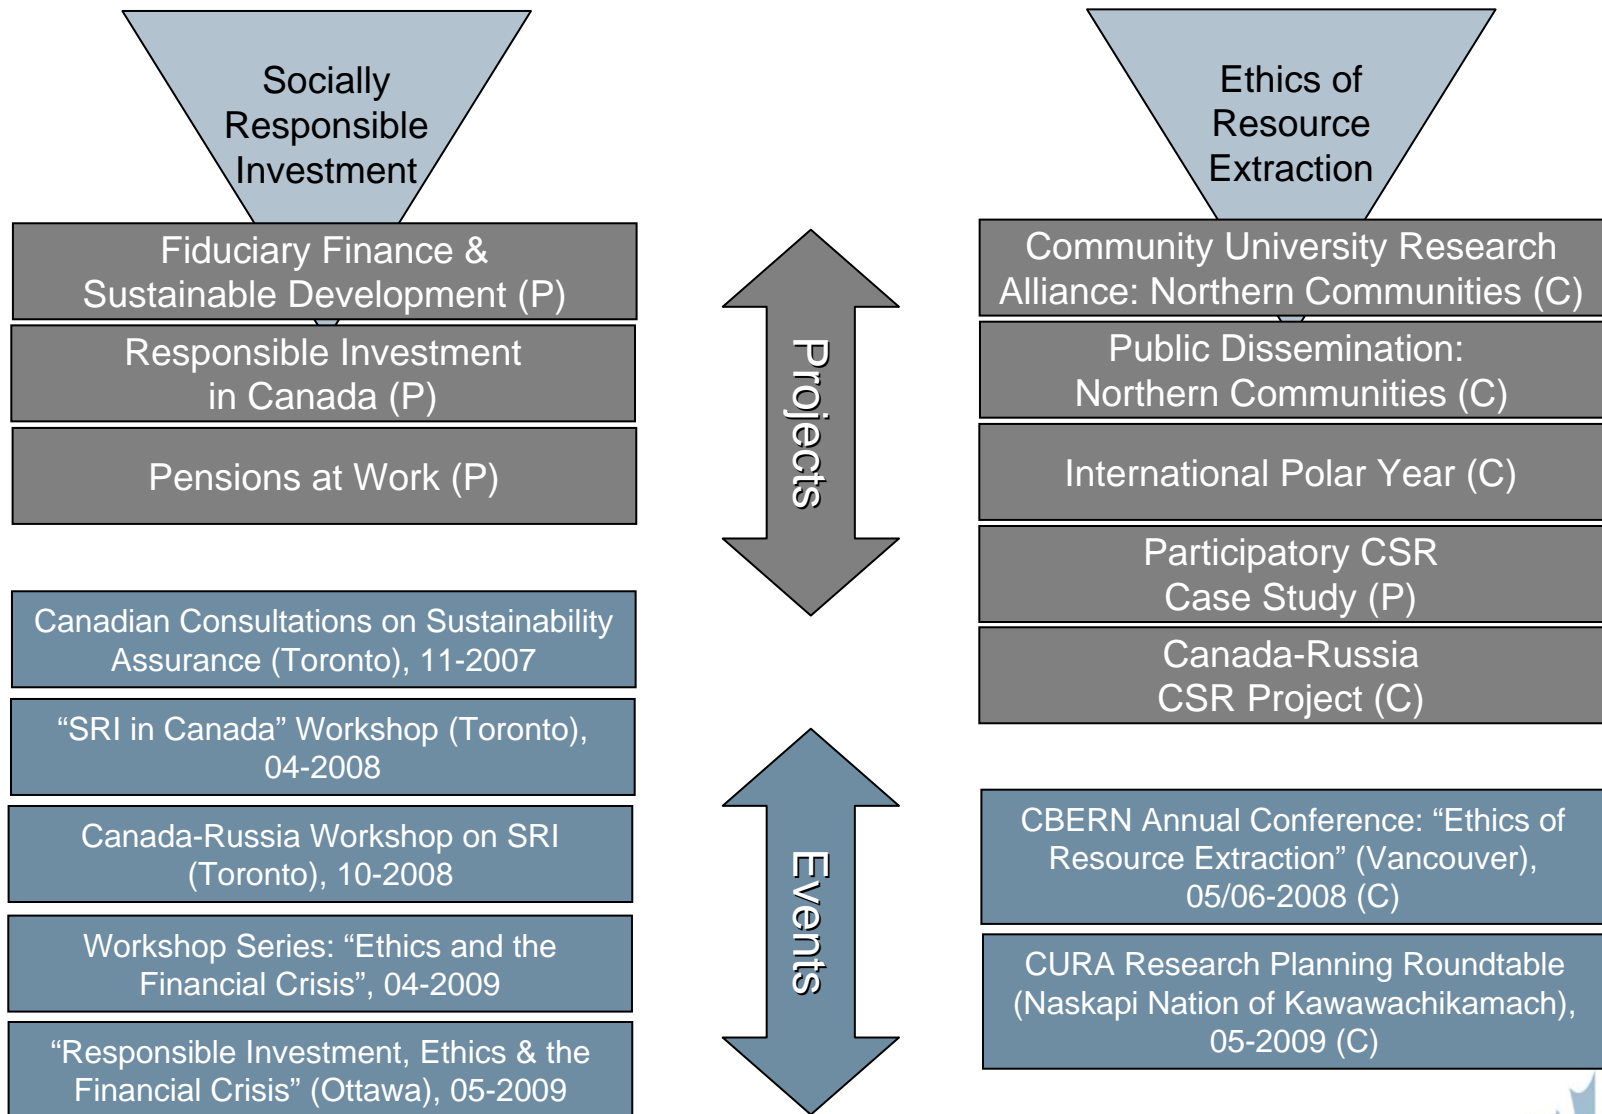 Socially
Responsible
Investment
Fiduciary Finance &
Sustainable Development (P)
Responsible Investment
in Canada (P)
Pensions at Work (P)
Canadian Consultations on Sustainability
Assurance (Toronto), 11-2007
“SRI in Canada” Workshop (Toronto),
04-2008
Canada-Russia Workshop on SRI
(Toronto), 10-2008
Workshop Series: “Ethics and the
Financial Crisis”, 04-2009
“Responsible Investment, Ethics & the
Financial Crisis” (Ottawa), 05-2009
Projects
Events
Ethics of
Resource
Extraction
Community University Research
Alliance: Northern Communities (C)
Public Dissemination:
Northern Communities (C)
International Polar Year (C)
Participatory CSR
Case Study (P)
Canada-Russia
CSR Project (C)
CBERN Annual Conference: “Ethics of
Resource Extraction” (Vancouver),
05/06-2008 (C)
CURA Research Planning Roundtable
(Naskapi Nation of Kawawachikamach),
05-2009 (C)